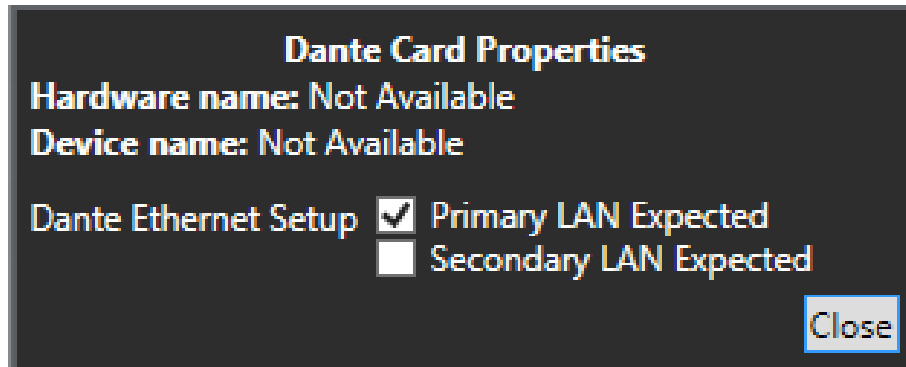 Dante Card Properties
Hardware name: Not Available
Device name: Not Available
Dante Ethernet Setup Primary LAN Expected
Secondary LAN Expected
Close